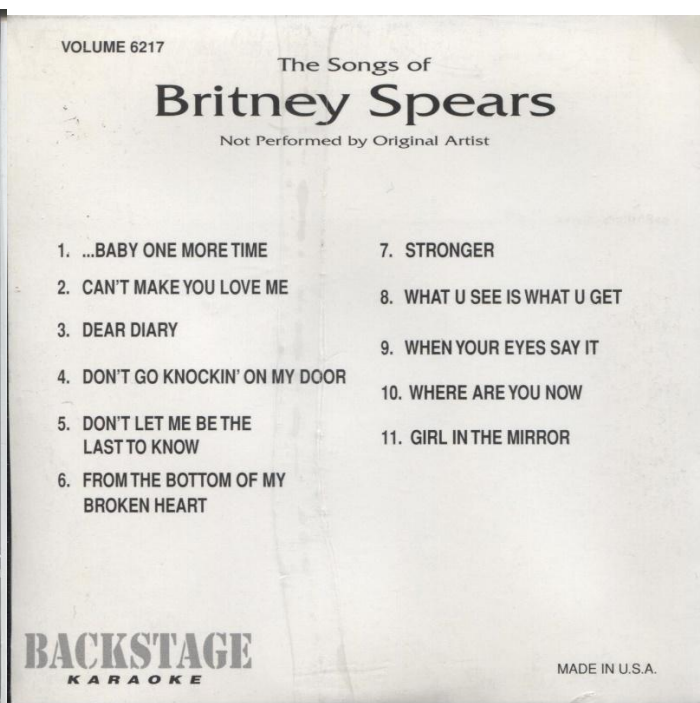 VOLUME 6217
The Songs of
Britney Spears
Not Performed by Original Artist
1. ...BABY ONE MORE TIME
2. CAN'T MAKE YOU LOVE ME
3. DEAR DIARY
4. DON'T GO KNOCKIN' ON MY DOOR
5. DON'T LET ME BE THE
LAST TO KNOW
6. FROM THE BOTTOM OF MY
BROKEN HEART
7. STRONGER
8. WHAT U SEE IS WHAT U GET
9. WHEN YOUR EYES SAY IT
10. WHERE ARE YOU NOW
11. GIRL IN THE MIRROR
BACKSTAGE
KARAOKE
MADE IN U.S.A.